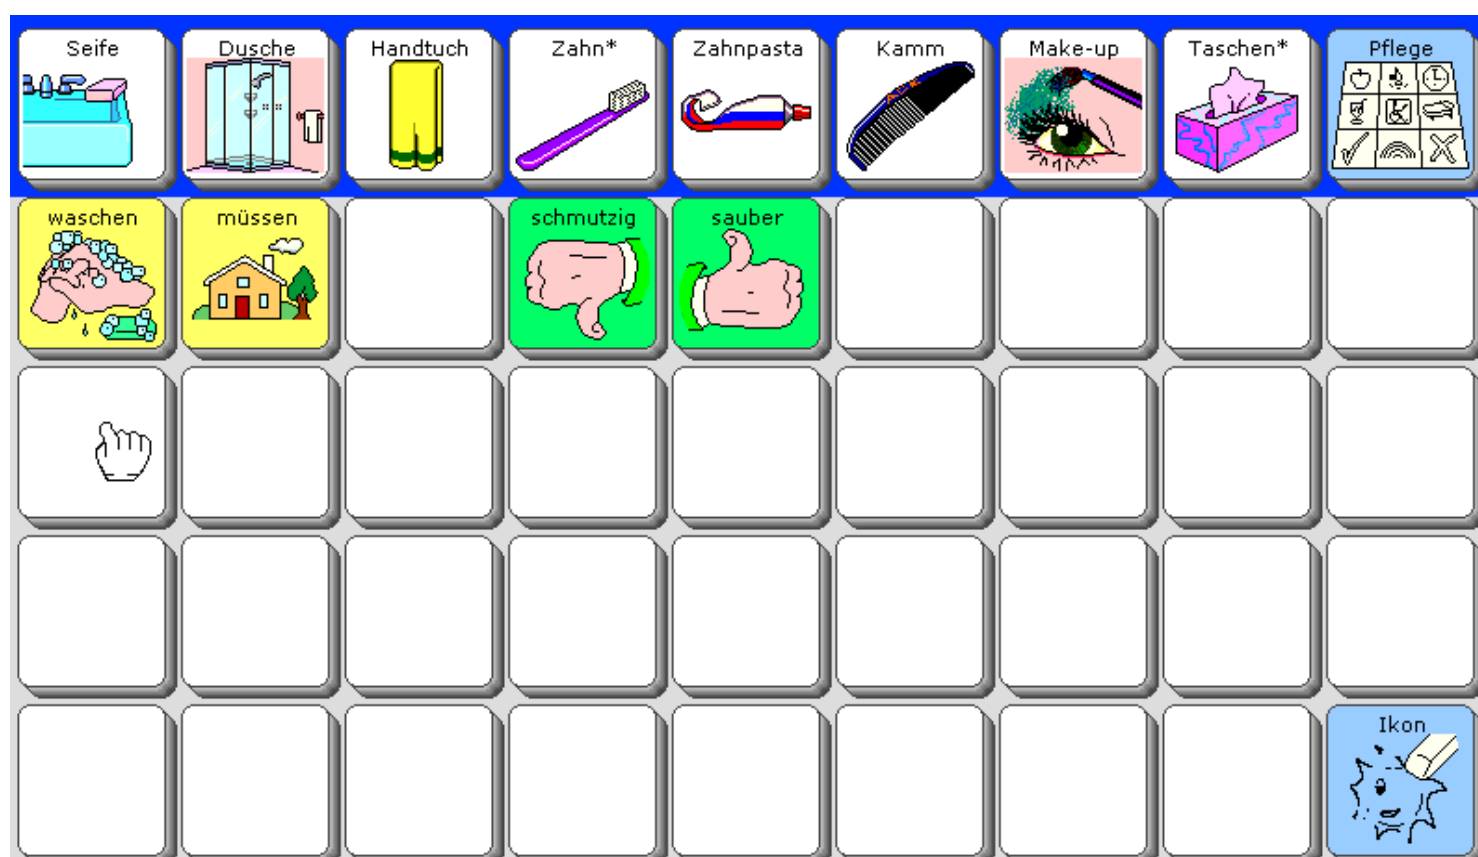 Seife
Dusche
Handtuch
Zahn*
Zahnpasta
Kamm
Make-up
Taschen*
Pflege
waschen
müssen
schmutzig
sauber
Ikon